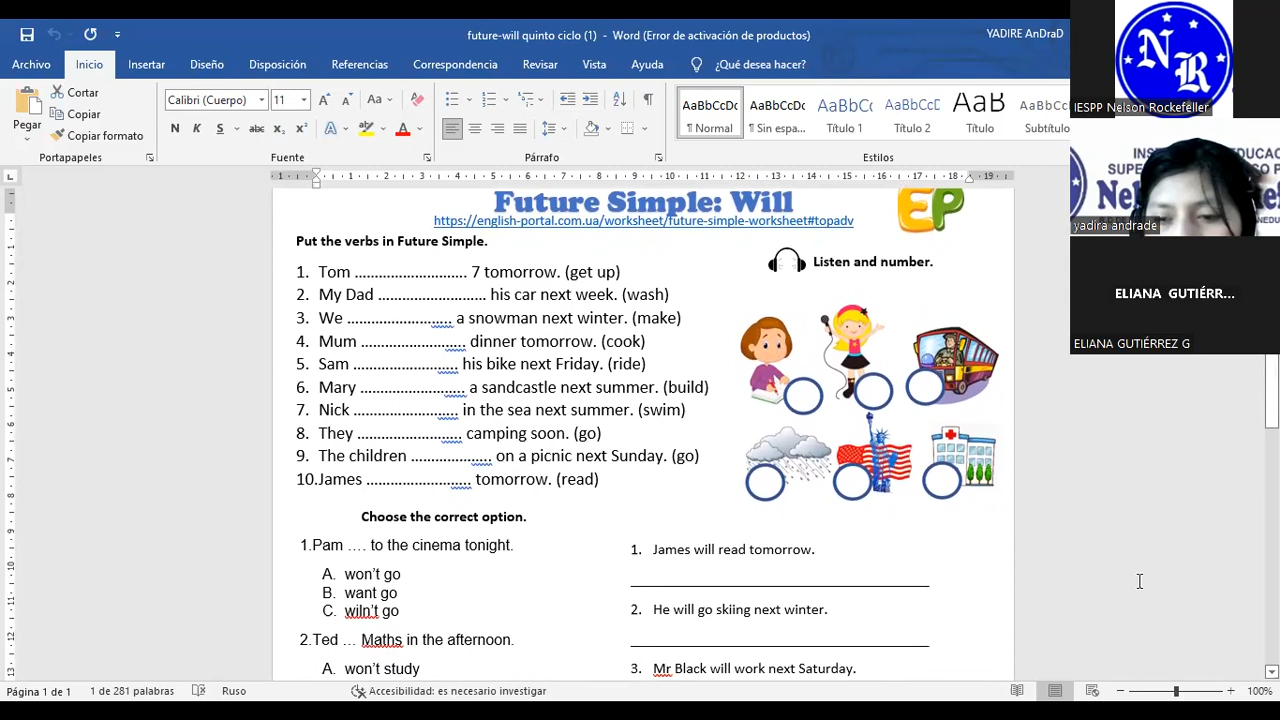 future-will quinto ciclo (1) - Word (Error de activación de productos)
YADIRE AnDraD
Archivo Inicio Insertar Diseño Disposición Referencias Correspondencia Revisar Vista Ayuda ¿Qué desea hacer?
Pegar
Cortar
Copiar
Copiar formato
Portapapeles
Calibri (Cuerpo) 11
Aa
N K S abc x₂ x²
Fuente
Párrafo
AaBbCcDc AaBbCcDc AaBbCcD AaBbCcD AaB AaBbCcD
¶ Normal ¶ Sin espa... Título 1 Título 2 Título Subtítulo
Estilos
NR
IESPP Nelson Rockefeller
yadira andrade
ELIANA GUTIÉRR...
ELIANA GUTIÉRREZ G
Future Simple: Will
EP
https://english-portal.com.ua/worksheet/future-simple-worksheet#topadv
Put the verbs in Future Simple.
Listen and number.
1. Tom ........................... 7 tomorrow. (get up)
2. My Dad .......................... his car next week. (wash)
3. We .......................... a snowman next winter. (make)
4. Mum .......................... dinner tomorrow. (cook)
5. Sam .......................... his bike next Friday. (ride)
6. Mary .......................... a sandcastle next summer. (build)
7. Nick .......................... in the sea next summer. (swim)
8. They .......................... camping soon. (go)
9. The children .................... on a picnic next Sunday. (go)
10.James .......................... tomorrow. (read)
Choose the correct option.
1.Pam .... to the cinema tonight.
A. won't go
B. want go
C. wiln't go
2.Ted ... Maths in the afternoon.
A. won't study
1. James will read tomorrow.
2. He will go skiing next winter.
3. Mr Black will work next Saturday.
Página 1 de 1 1 de 281 palabras Ruso Accesibilidad: es necesario investigar 100%